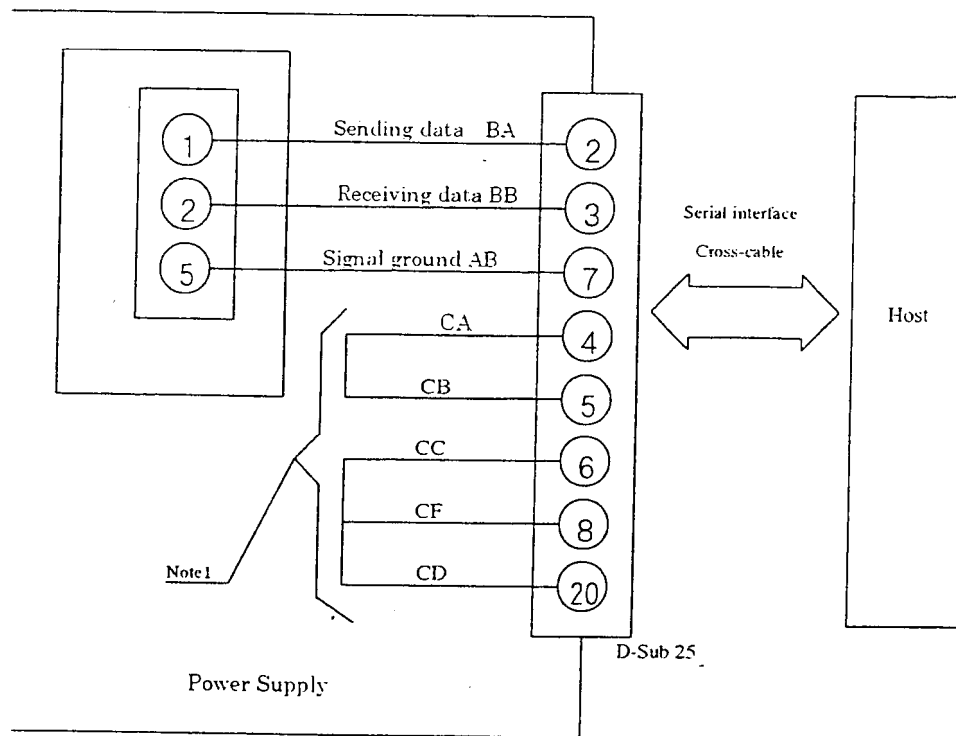 1 Sending data BA 2
2 Receiving data BB 3
5 Signal ground AB 7
CA 4
CB 5
CC 6
CF 8
CD 20
Note1
D-Sub 25
Power Supply
Serial interface
Cross-cable
Host